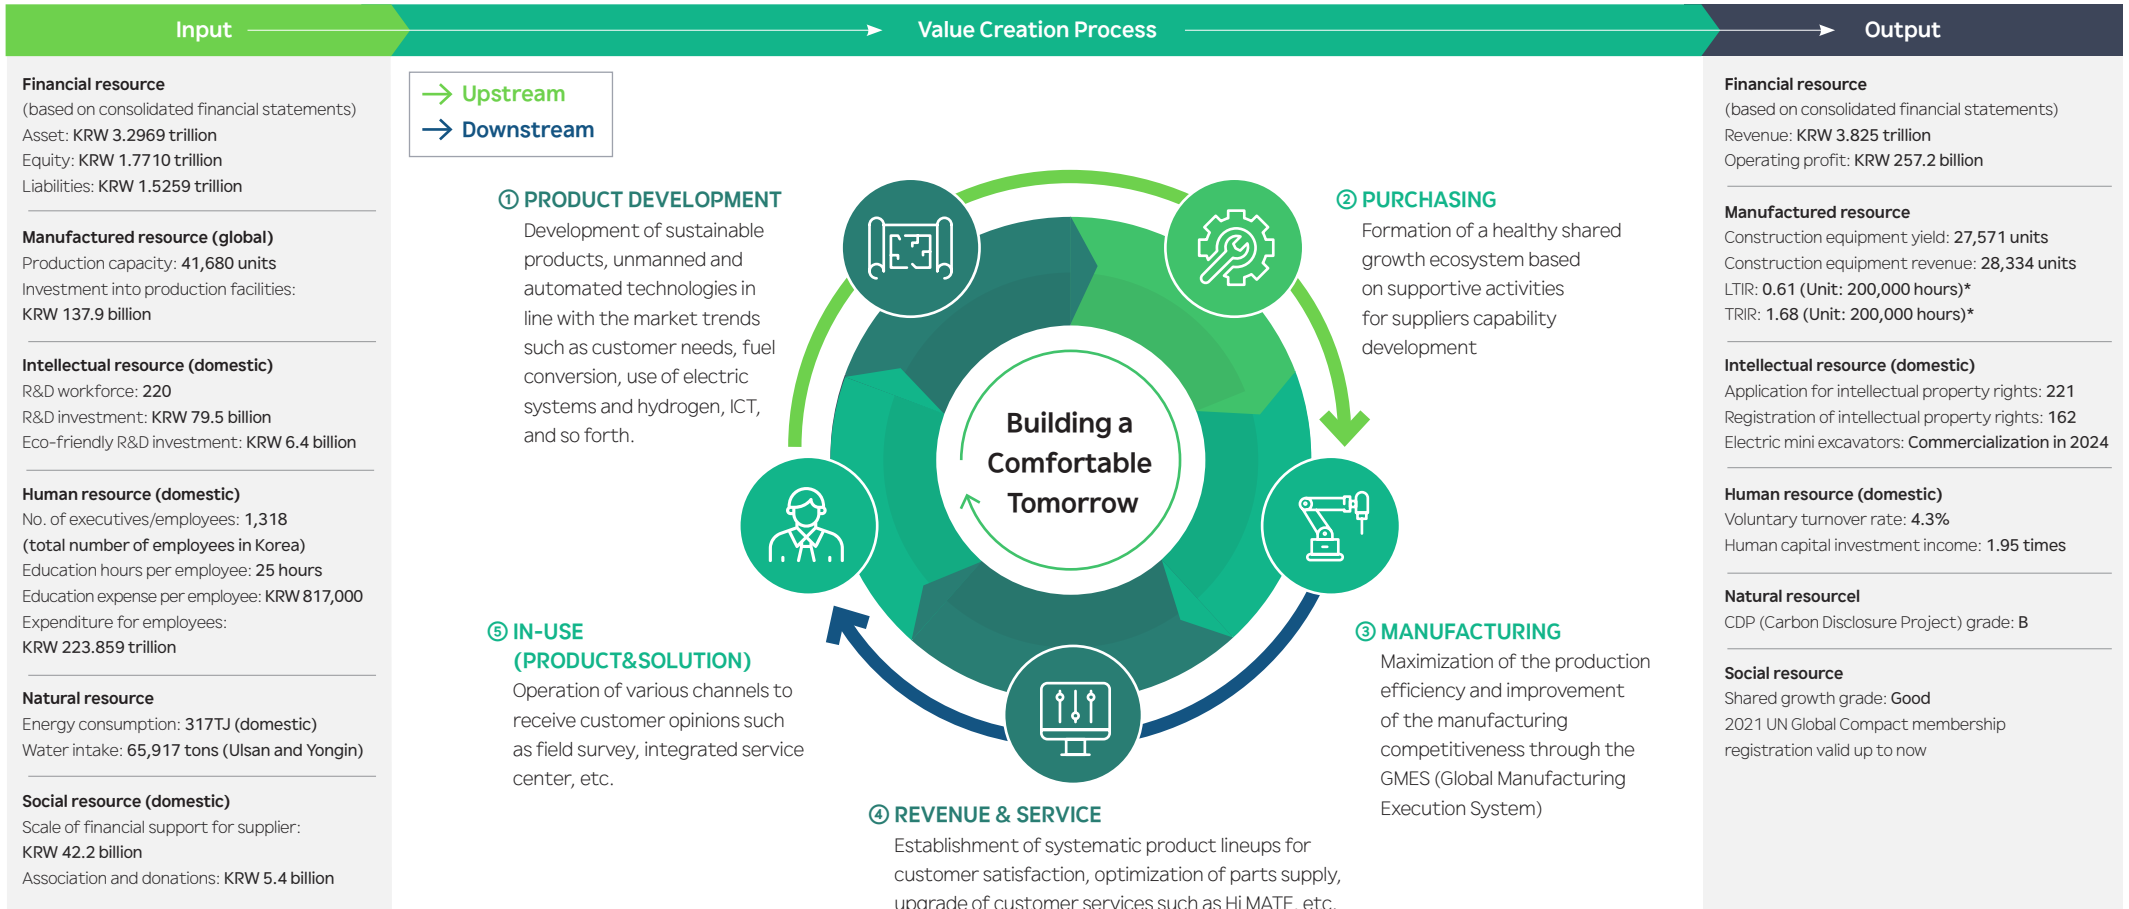 Input
Value Creation Process
Output
Financial resource
(based on consolidated financial statements)
Asset: KRW 3.2969 trillion
Equity: KRW 1.7710 trillion
Liabilities: KRW 1.5259 trillion
Manufactured resource (global)
Production capacity: 41,680 units
Investment into production facilities:
KRW 137.9 billion
Intellectual resource (domestic)
R&D workforce: 220
R&D investment: KRW 79.5 billion
Eco-friendly R&D investment: KRW 6.4 billion
Human resource (domestic)
No. of executives/employees: 1,318
(total number of employees in Korea)
Education hours per employee: 25 hours
Education expense per employee: KRW 817,000
Expenditure for employees:
KRW 223.859 trillion
Natural resource
Energy consumption: 317TJ (domestic)
Water intake: 65,917 tons (Ulsan and Yongin)
Social resource (domestic)
Scale of financial support for supplier:
KRW 42.2 billion
Association and donations: KRW 5.4 billion
Upstream
Downstream
① PRODUCT DEVELOPMENT
Development of sustainable
products, unmanned and
automated technologies in
line with the market trends
such as customer needs, fuel
conversion, use of electric
systems and hydrogen, ICT,
and so forth.
② PURCHASING
Formation of a healthy shared
growth ecosystem based
on supportive activities
for suppliers capability
development
Building a
Comfortable
Tomorrow
③ MANUFACTURING
Maximization of the production
efficiency and improvement
of the manufacturing
competitiveness through the
GMES (Global Manufacturing
Execution System)
④ REVENUE & SERVICE
Establishment of systematic product lineups for
customer satisfaction, optimization of parts supply,
upgrade of customer services such as Hi MATE, etc.
⑤ IN-USE
(PRODUCT&SOLUTION)
Operation of various channels to
receive customer opinions such
as field survey, integrated service
center, etc.
Financial resource
(based on consolidated financial statements)
Revenue: KRW 3.825 trillion
Operating profit: KRW 257.2 billion
Manufactured resource
Construction equipment yield: 27,571 units
Construction equipment revenue: 28,334 units
LTIR: 0.61 (Unit: 200,000 hours)*
TRIR: 1.68 (Unit: 200,000 hours)*
Intellectual resource (domestic)
Application for intellectual property rights: 221
Registration of intellectual property rights: 162
Electric mini excavators: Commercialization in 2024
Human resource (domestic)
Voluntary turnover rate: 4.3%
Human capital investment income: 1.95 times
Natural resourcel
CDP (Carbon Disclosure Project) grade: B
Social resource
Shared growth grade: Good
2021 UN Global Compact membership
registration valid up to now